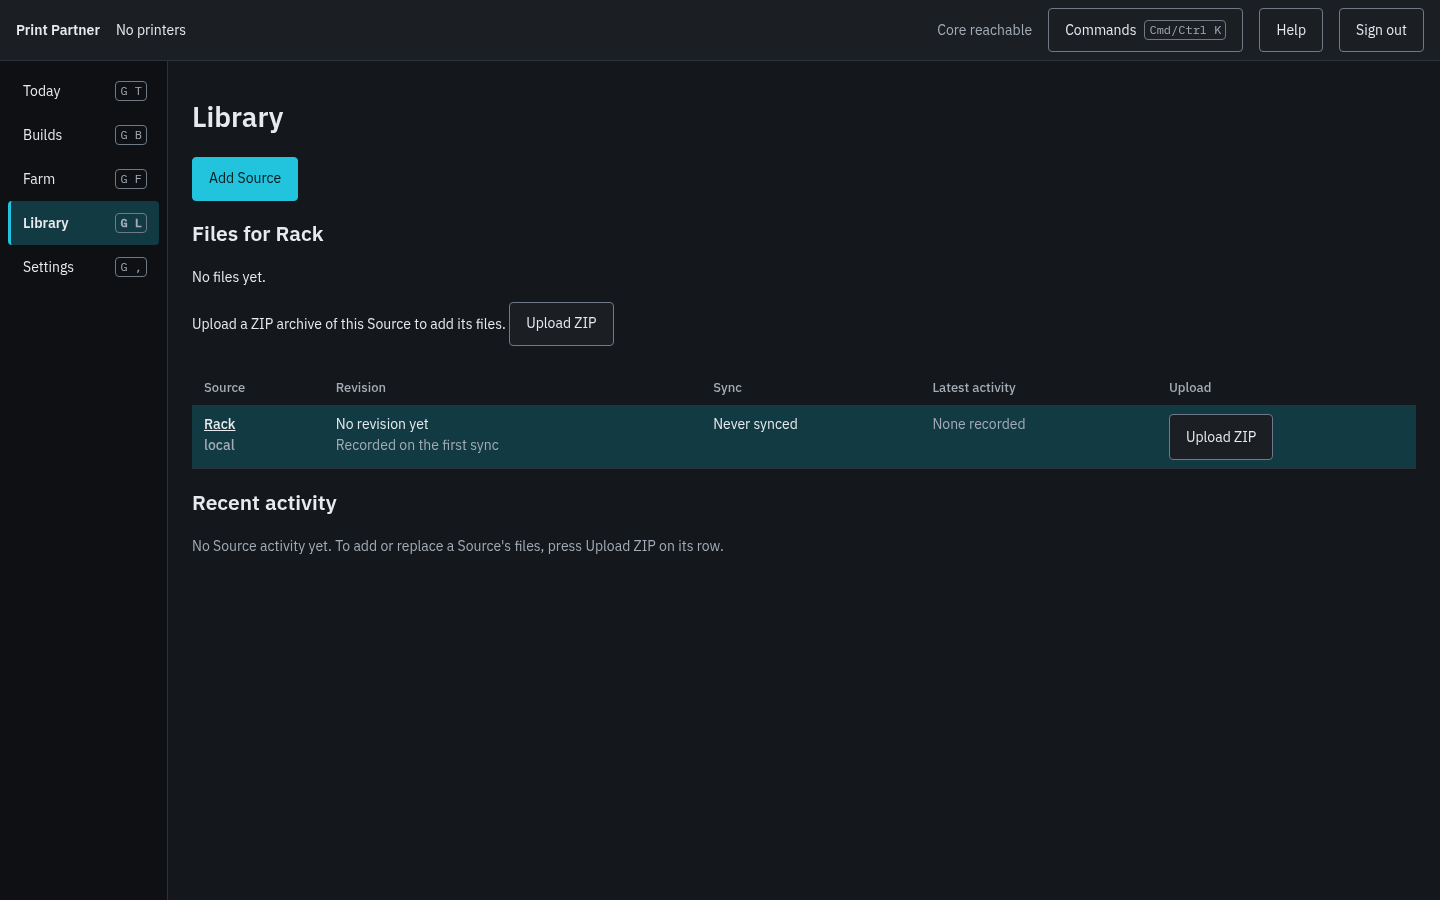 Print Partner No printers Core reachable Commands Cmd/Ctrl K Help Sign out
Today G T
Builds G B
Farm G F
Library G L
Settings G ,
Library
Add Source
Files for Rack
No files yet.
Upload a ZIP archive of this Source to add its files. Upload ZIP
Source Revision Sync Latest activity Upload
Rack No revision yet Never synced None recorded Upload ZIP
local Recorded on the first sync
Recent activity
No Source activity yet. To add or replace a Source's files, press Upload ZIP on its row.